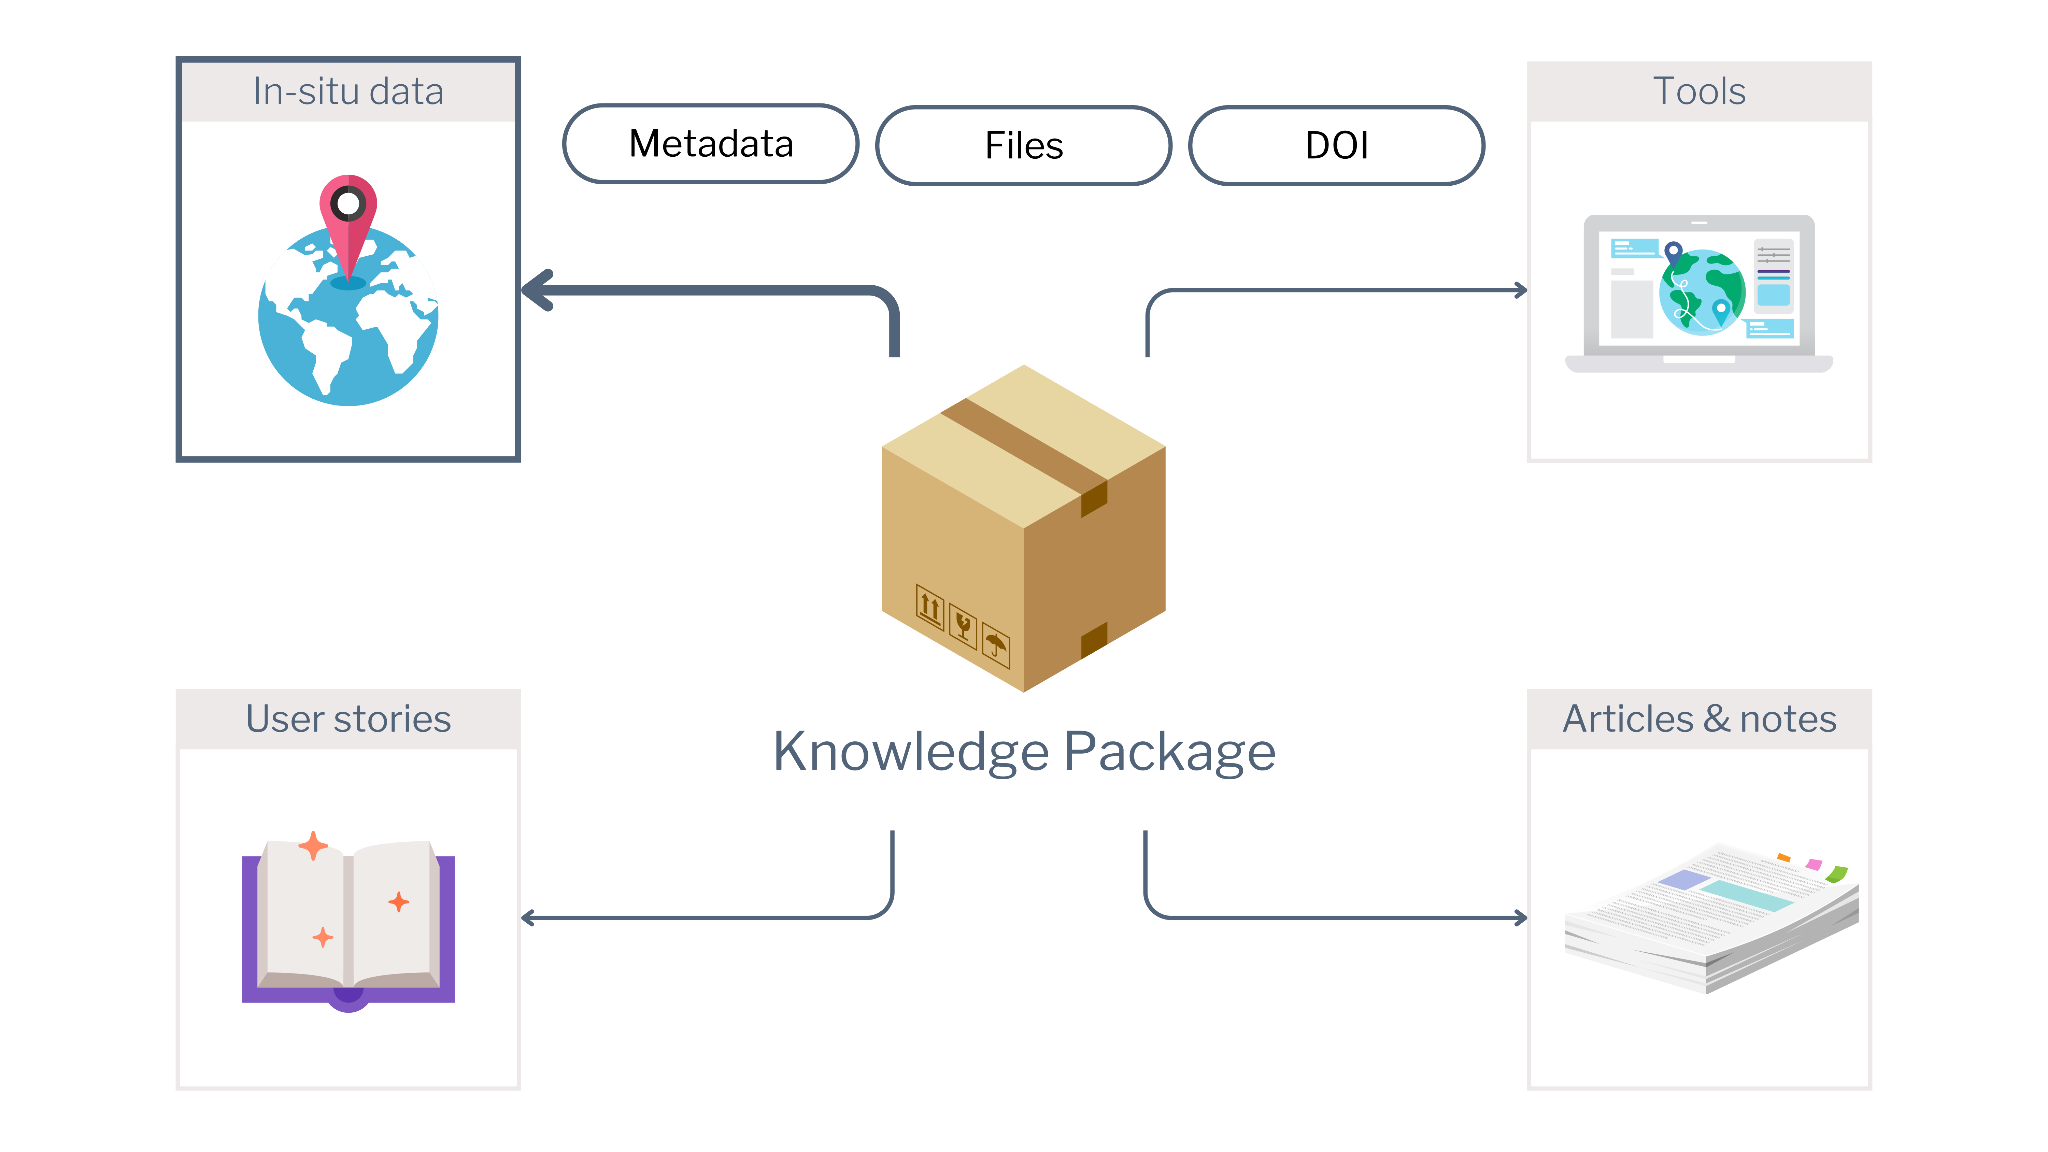 In-situ data
Metadata
Files
DOI
Tools
Knowledge Package
User stories
Articles & notes